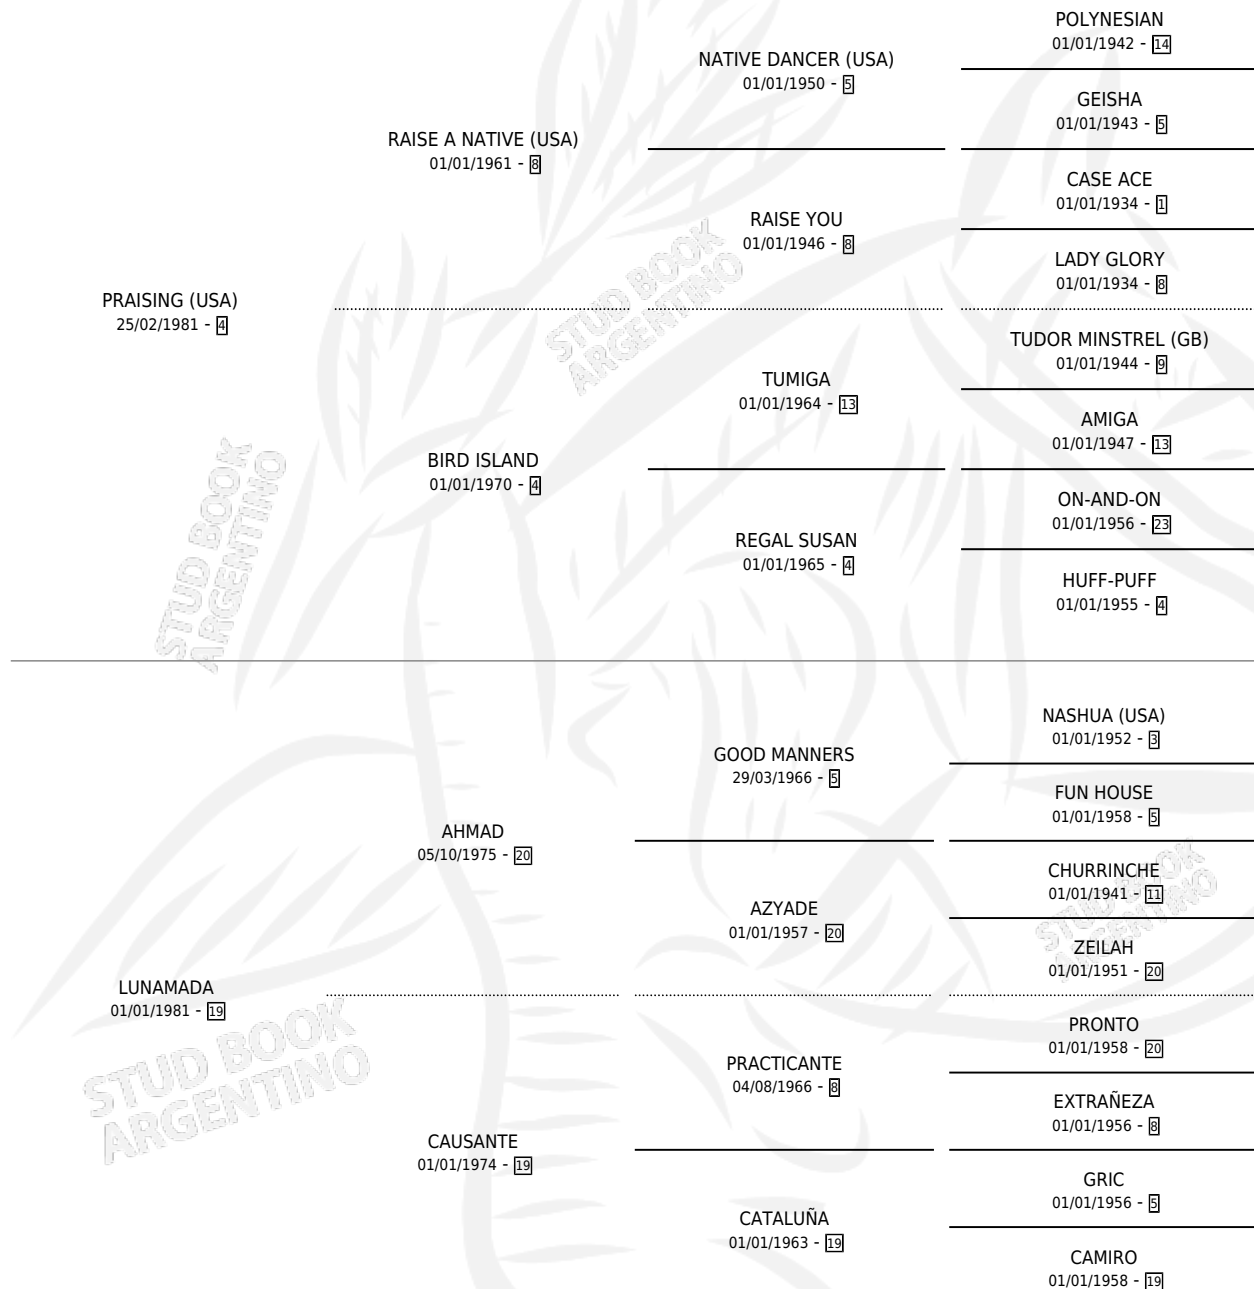 POLYNESIAN
01/01/1942 - 14
NATIVE DANCER (USA)
01/01/1950 - 5
GEISHA
01/01/1943 - 5
RAISE A NATIVE (USA)
01/01/1961 - 8
CASE ACE
01/01/1934 - 1
RAISE YOU
01/01/1946 - 8
LADY GLORY
01/01/1934 - 8
PRAISING (USA)
25/02/1981 - 4
TUDOR MINSTREL (GB)
01/01/1944 - 9
TUMIGA
01/01/1964 - 13
AMIGA
01/01/1947 - 13
BIRD ISLAND
01/01/1970 - 4
ON-AND-ON
01/01/1956 - 23
REGAL SUSAN
01/01/1965 - 4
HUFF-PUFF
01/01/1955 - 4
STUD BOOK
ARGENTINO
STUD BOOK
ARGENTINO
NASHUA (USA)
01/01/1952 - 3
GOOD MANNERS
29/03/1966 - 5
FUN HOUSE
01/01/1958 - 5
AHMAD
05/10/1975 - 20
CHURRINCHE
01/01/1941 - 11
AZYADE
01/01/1957 - 20
ZEILAH
01/01/1951 - 20
LUNAMADA
01/01/1981 - 19
PRONTO
01/01/1958 - 20
PRACTICANTE
04/08/1966 - 8
EXTRAÑEZA
01/01/1956 - 8
CAUSANTE
01/01/1974 - 19
GRIC
01/01/1956 - 5
CATALUÑA
01/01/1963 - 19
CAMIRO
01/01/1958 - 19
STUD BOOK
ARGENTINO
STUD BOOK
ARGENTINO